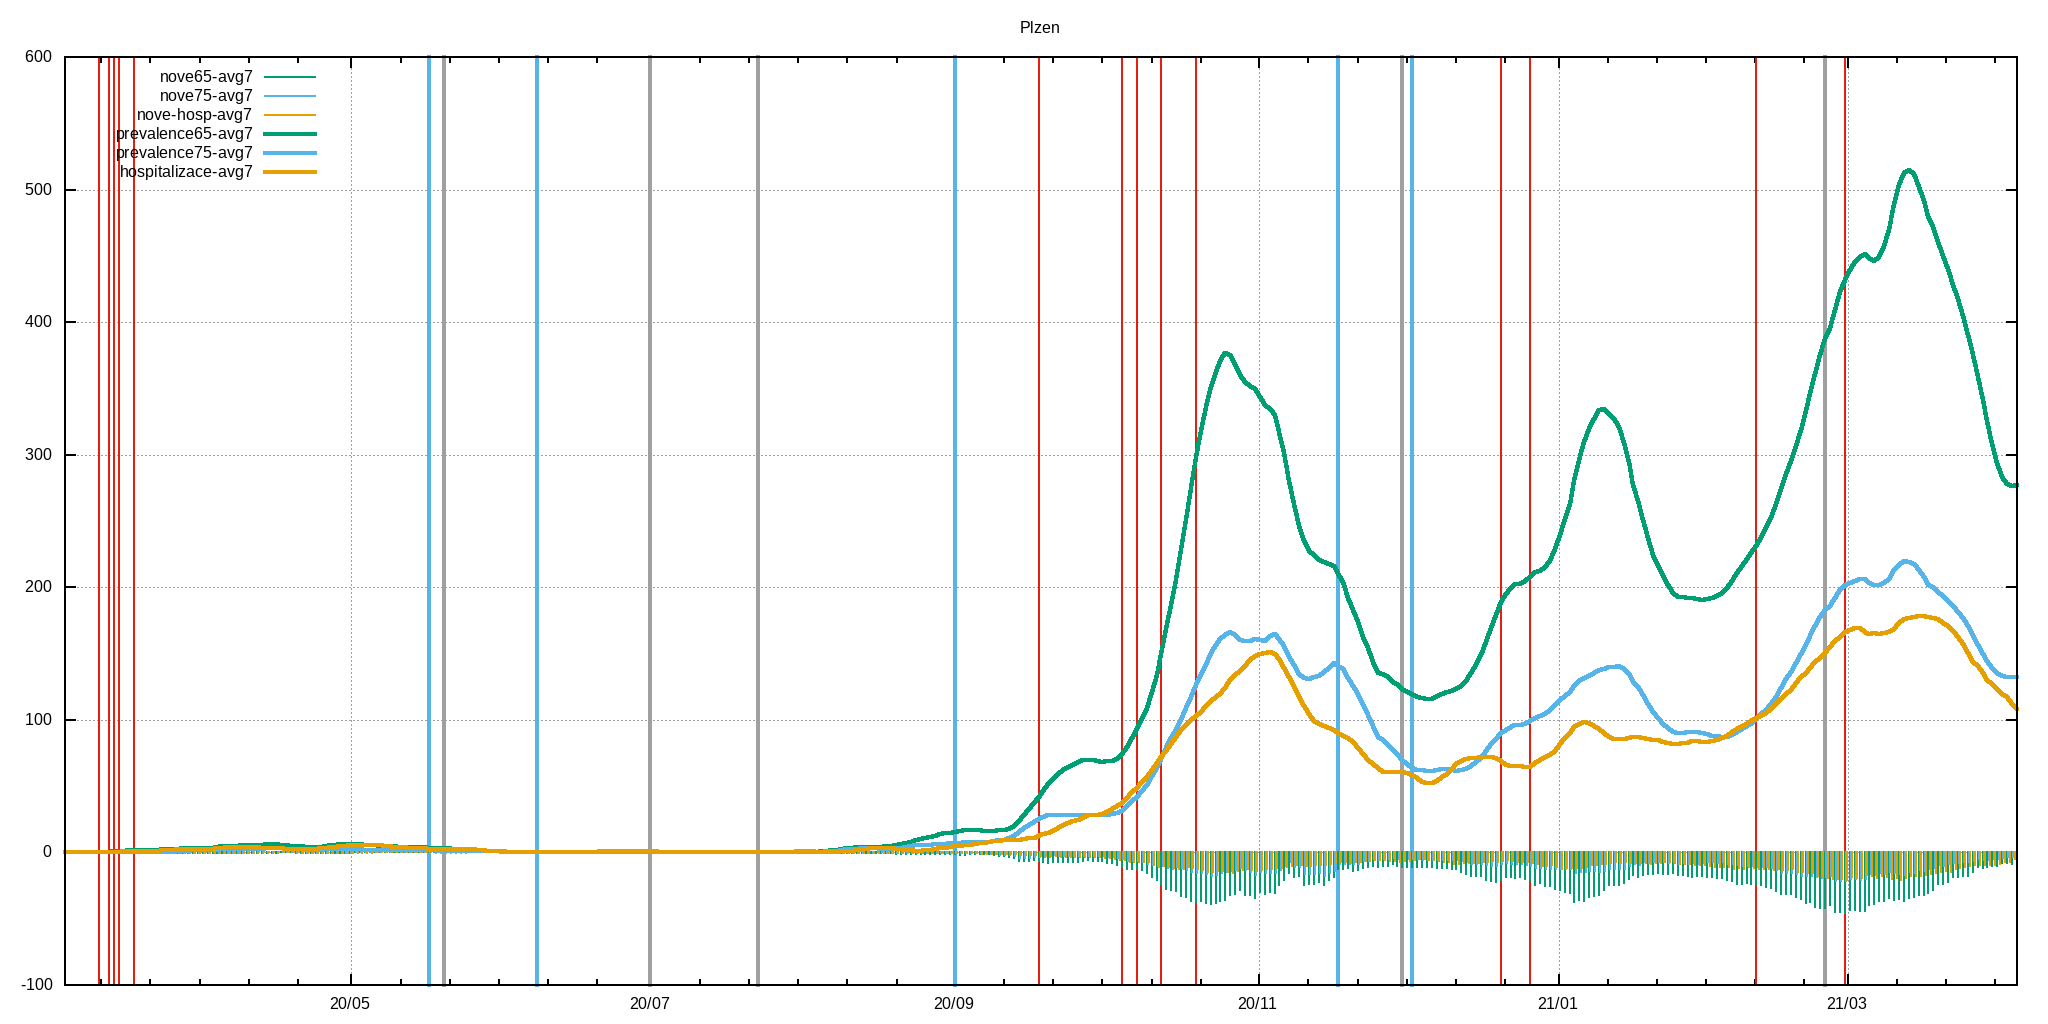 Plzen
600
500
400
300
200
100
0
-100
nove65-avg7
nove75-avg7
nove-hosp-avg7
prevalence65-avg7
prevalence75-avg7
hospitalizace-avg7
20/05
20/07
20/09
20/11
21/01
21/03